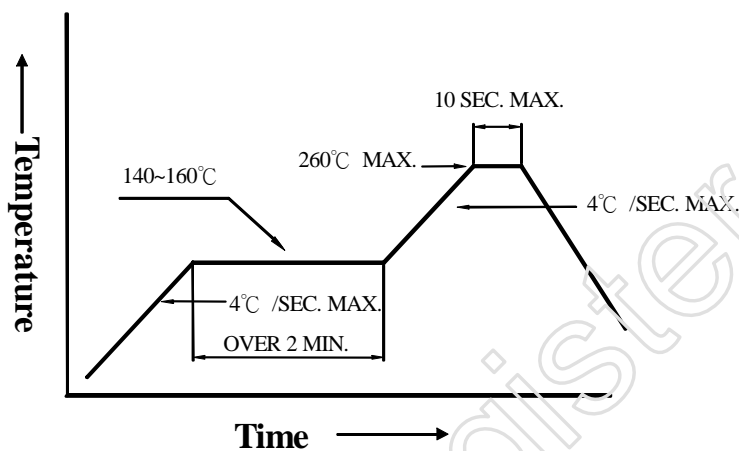 10 SEC. MAX.
260℃ MAX.
140~160℃
4℃ /SEC. MAX.
4℃ /SEC. MAX.
OVER 2 MIN.
Temperature
Time